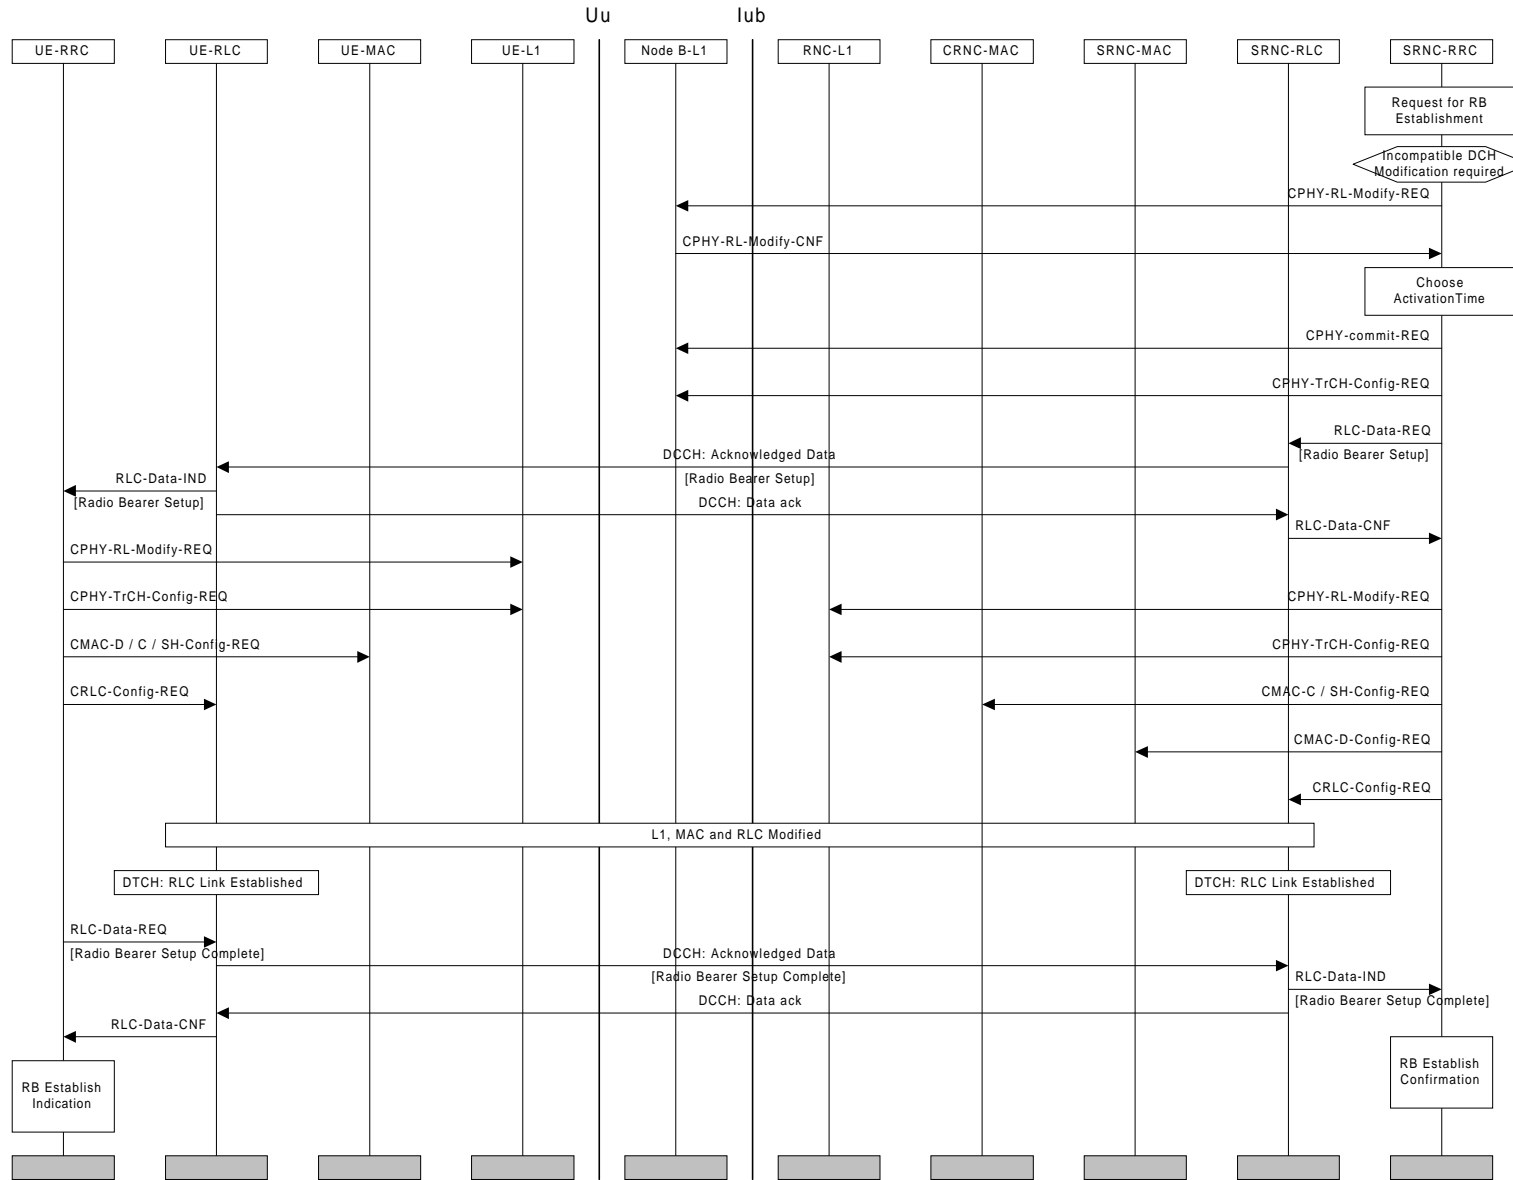 Uu
Iub
UE-RRC
UE-RLC
UE-MAC
UE-L1
Node B-L1
RNC-L1
CRNC-MAC
SRNC-MAC
SRNC-RLC
SRNC-RRC
Request for RB
Establishment
Incompatible DCH
Modification required
CPHY-RL-Modify-REQ
CPHY-RL-Modify-CNF
Choose
ActivationTime
CPHY-commit-REQ
CPHY-TrCH-Config-REQ
RLC-Data-REQ
[Radio Bearer Setup]
DCCH: Acknowledged Data
[Radio Bearer Setup]
RLC-Data-IND
[Radio Bearer Setup]
DCCH: Data ack
RLC-Data-CNF
CPHY-RL-Modify-REQ
CPHY-TrCH-Config-REQ
CPHY-RL-Modify-REQ
CMAC-D / C / SH-Config-REQ
CPHY-TrCH-Config-REQ
CRLC-Config-REQ
CMAC-C / SH-Config-REQ
CMAC-D-Config-REQ
CRLC-Config-REQ
L1, MAC and RLC Modified
DTCH: RLC Link Established
DTCH: RLC Link Established
RLC-Data-REQ
[Radio Bearer Setup Complete]
DCCH: Acknowledged Data
[Radio Bearer Setup Complete]
RLC-Data-IND
[Radio Bearer Setup Complete]
DCCH: Data ack
RLC-Data-CNF
RB Establish
Indication
RB Establish
Confirmation